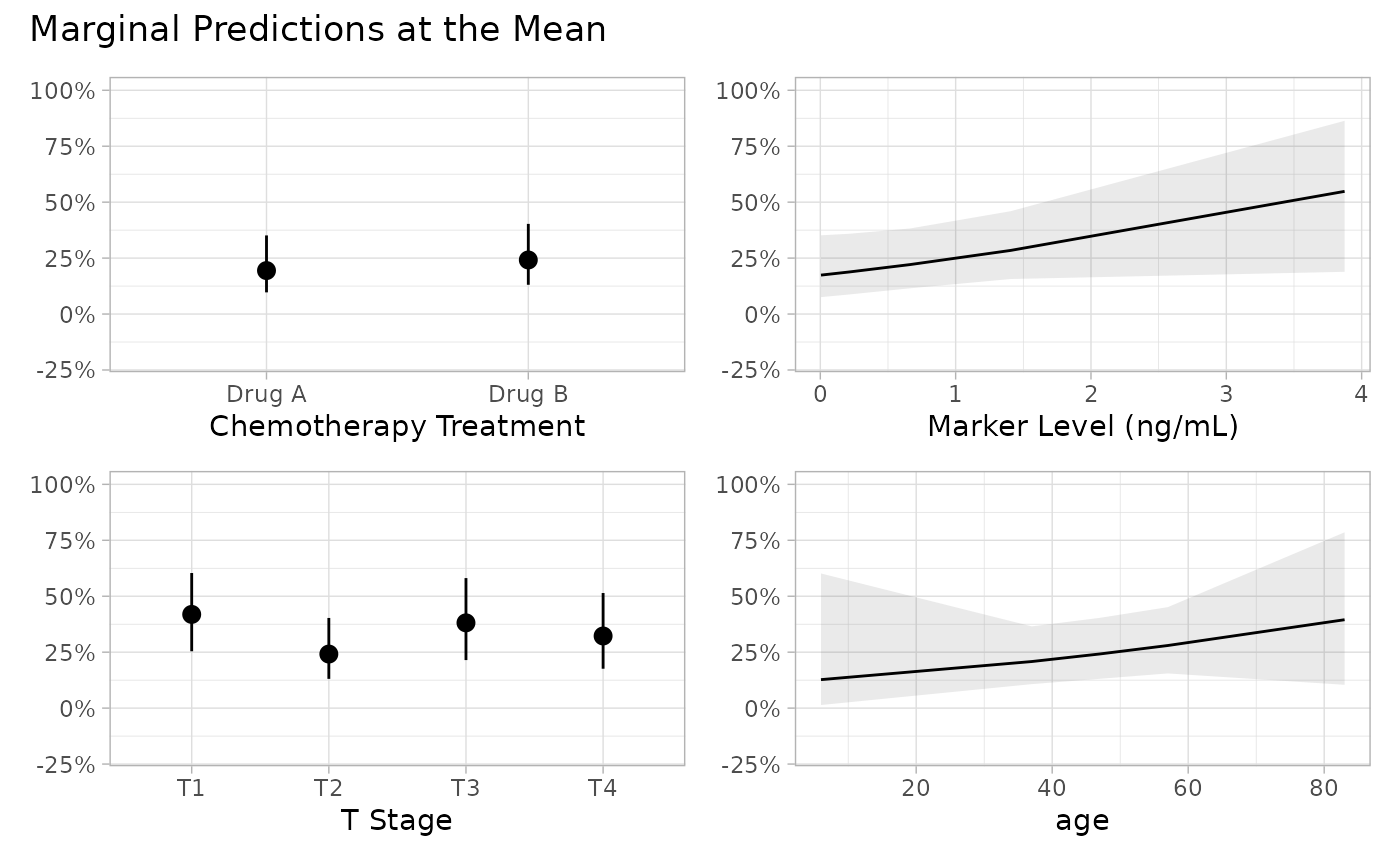 Marginal Predictions at the Mean
100%
75%
50%
25%
0%
-25%
Drug A Drug B
Chemotherapy Treatment
100%
75%
50%
25%
0%
-25%
0 1 2 3 4
Marker Level (ng/mL)
100%
75%
50%
25%
0%
-25%
T1 T2 T3 T4
T Stage
100%
75%
50%
25%
0%
-25%
20 40 60 80
age